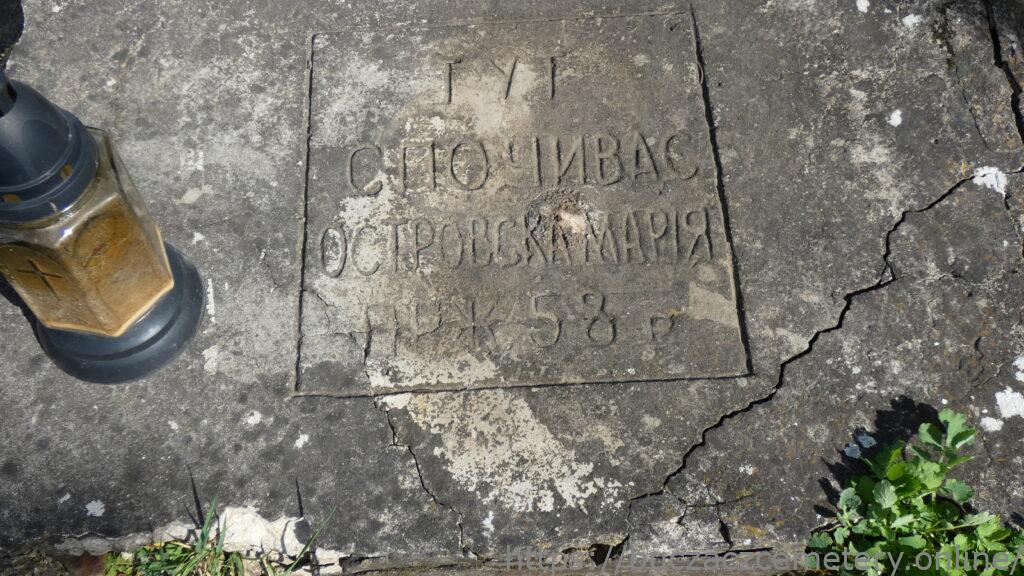 ТУТ
СПОЧИВАЄ
ОСТРОВСКА МАРІЯ
ПРЖ 58 р
https://buczaczcemetery.online/